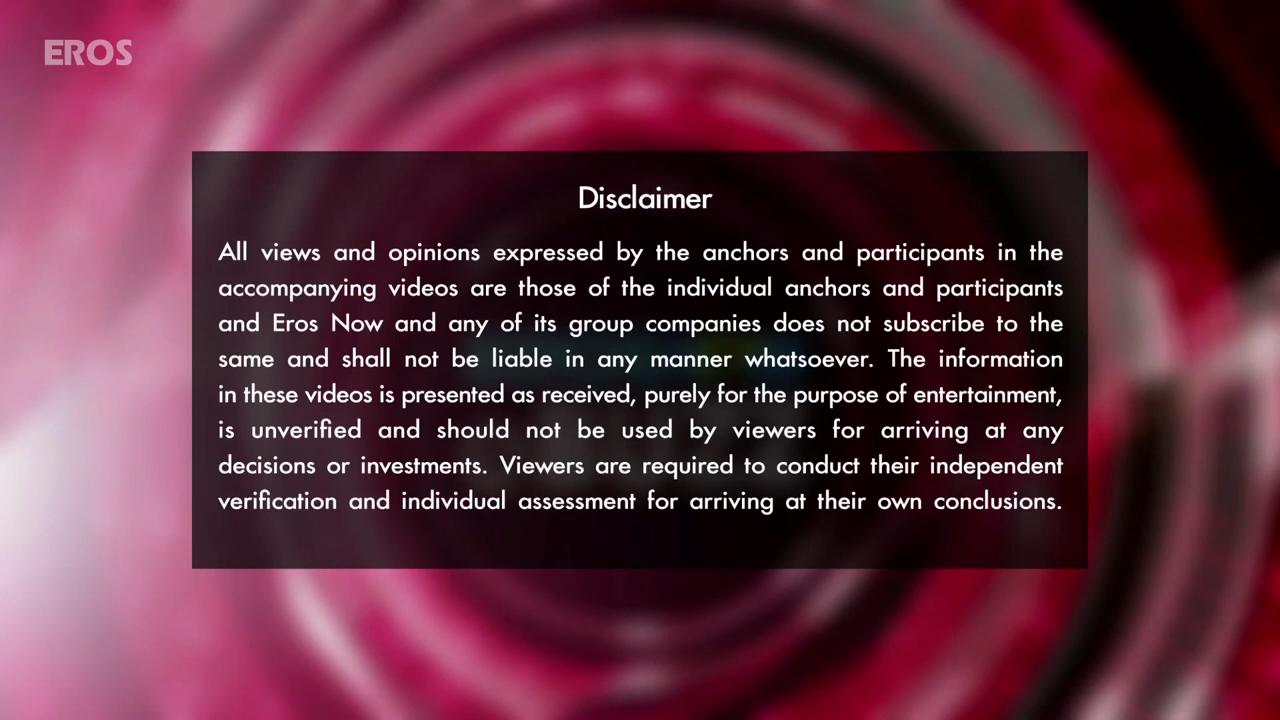 EROS
Disclaimer
All views and opinions expressed by the anchors and participants in the
accompanying videos are those of the individual anchors and participants
and Eros Now and any of its group companies does not subscribe to the
same and shall not be liable in any manner whatsoever. The information
in these videos is presented as received, purely for the purpose of entertainment,
is unverified and should not be used by viewers for arriving at any
decisions or investments. Viewers are required to conduct their independent
verification and individual assessment for arriving at their own conclusions.